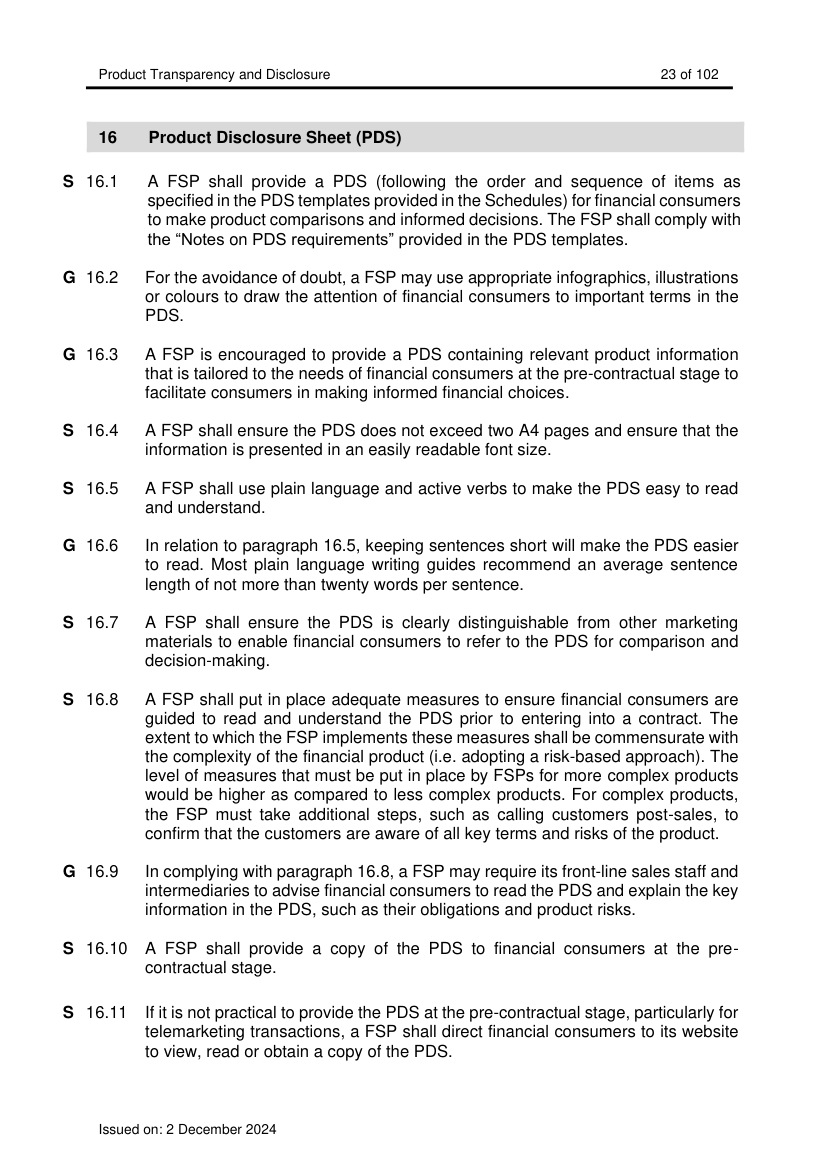 Product Transparency and Disclosure 23 of 102
16 Product Disclosure Sheet (PDS)
S 16.1 A FSP shall provide a PDS (following the order and sequence of items as
specified in the PDS templates provided in the Schedules) for financial consumers
to make product comparisons and informed decisions. The FSP shall comply with
the “Notes on PDS requirements” provided in the PDS templates.
G 16.2 For the avoidance of doubt, a FSP may use appropriate infographics, illustrations
or colours to draw the attention of financial consumers to important terms in the
PDS.
G 16.3 A FSP is encouraged to provide a PDS containing relevant product information
that is tailored to the needs of financial consumers at the pre-contractual stage to
facilitate consumers in making informed financial choices.
S 16.4 A FSP shall ensure the PDS does not exceed two A4 pages and ensure that the
information is presented in an easily readable font size.
S 16.5 A FSP shall use plain language and active verbs to make the PDS easy to read
and understand.
G 16.6 In relation to paragraph 16.5, keeping sentences short will make the PDS easier
to read. Most plain language writing guides recommend an average sentence
length of not more than twenty words per sentence.
S 16.7 A FSP shall ensure the PDS is clearly distinguishable from other marketing
materials to enable financial consumers to refer to the PDS for comparison and
decision-making.
S 16.8 A FSP shall put in place adequate measures to ensure financial consumers are
guided to read and understand the PDS prior to entering into a contract. The
extent to which the FSP implements these measures shall be commensurate with
the complexity of the financial product (i.e. adopting a risk-based approach). The
level of measures that must be put in place by FSPs for more complex products
would be higher as compared to less complex products. For complex products,
the FSP must take additional steps, such as calling customers post-sales, to
confirm that the customers are aware of all key terms and risks of the product.
G 16.9 In complying with paragraph 16.8, a FSP may require its front-line sales staff and
intermediaries to advise financial consumers to read the PDS and explain the key
information in the PDS, such as their obligations and product risks.
S 16.10 A FSP shall provide a copy of the PDS to financial consumers at the pre-
contractual stage.
S 16.11 If it is not practical to provide the PDS at the pre-contractual stage, particularly for
telemarketing transactions, a FSP shall direct financial consumers to its website
to view, read or obtain a copy of the PDS.
Issued on: 2 December 2024